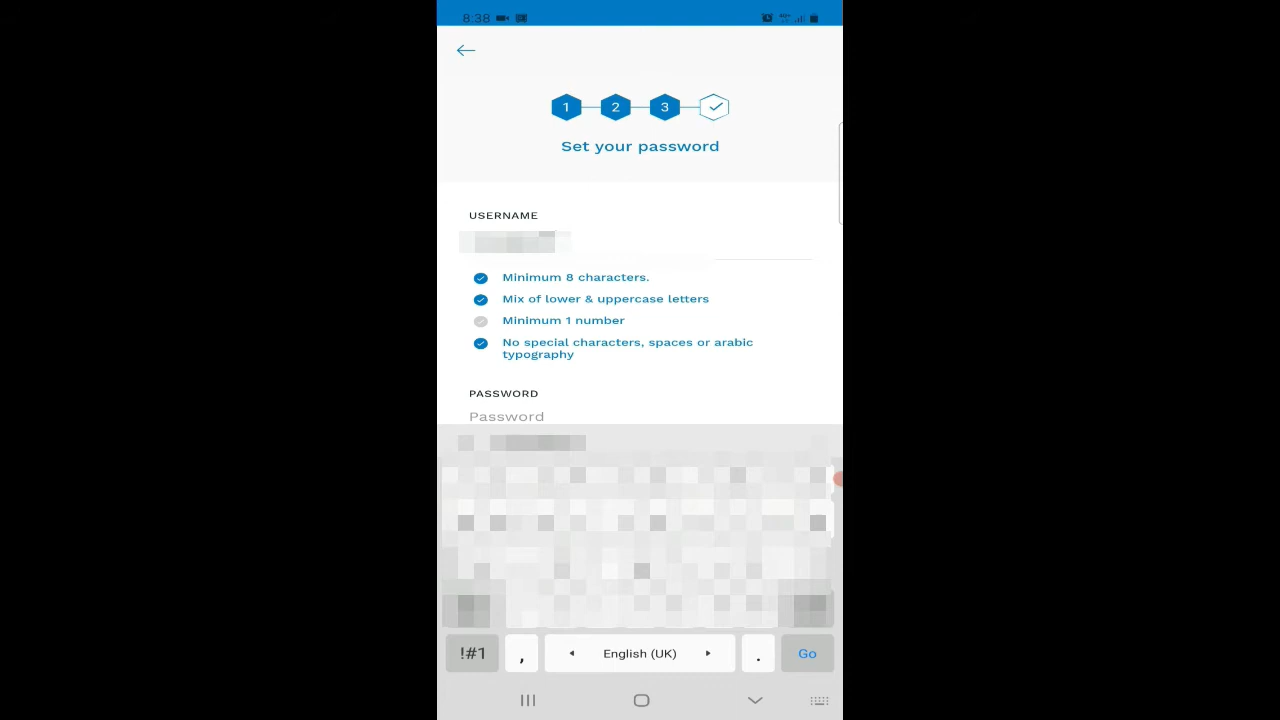 8:38
1 2 3
Set your password
USERNAME
Minimum 8 characters.
Mix of lower & uppercase letters
Minimum 1 number
No special characters, spaces or arabic
typography
PASSWORD
Password
!#1 , English (UK) . Go